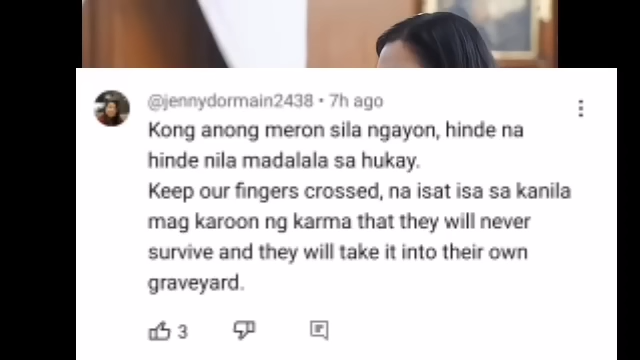 @jennydormain2438 • 7h ago
Kong anong meron sila ngayon, hinde na
hinde nila madalala sa hukay.
Keep our fingers crossed, na isat isa sa kanila
mag karoon ng karma that they will never
survive and they will take it into their own
graveyard.
3